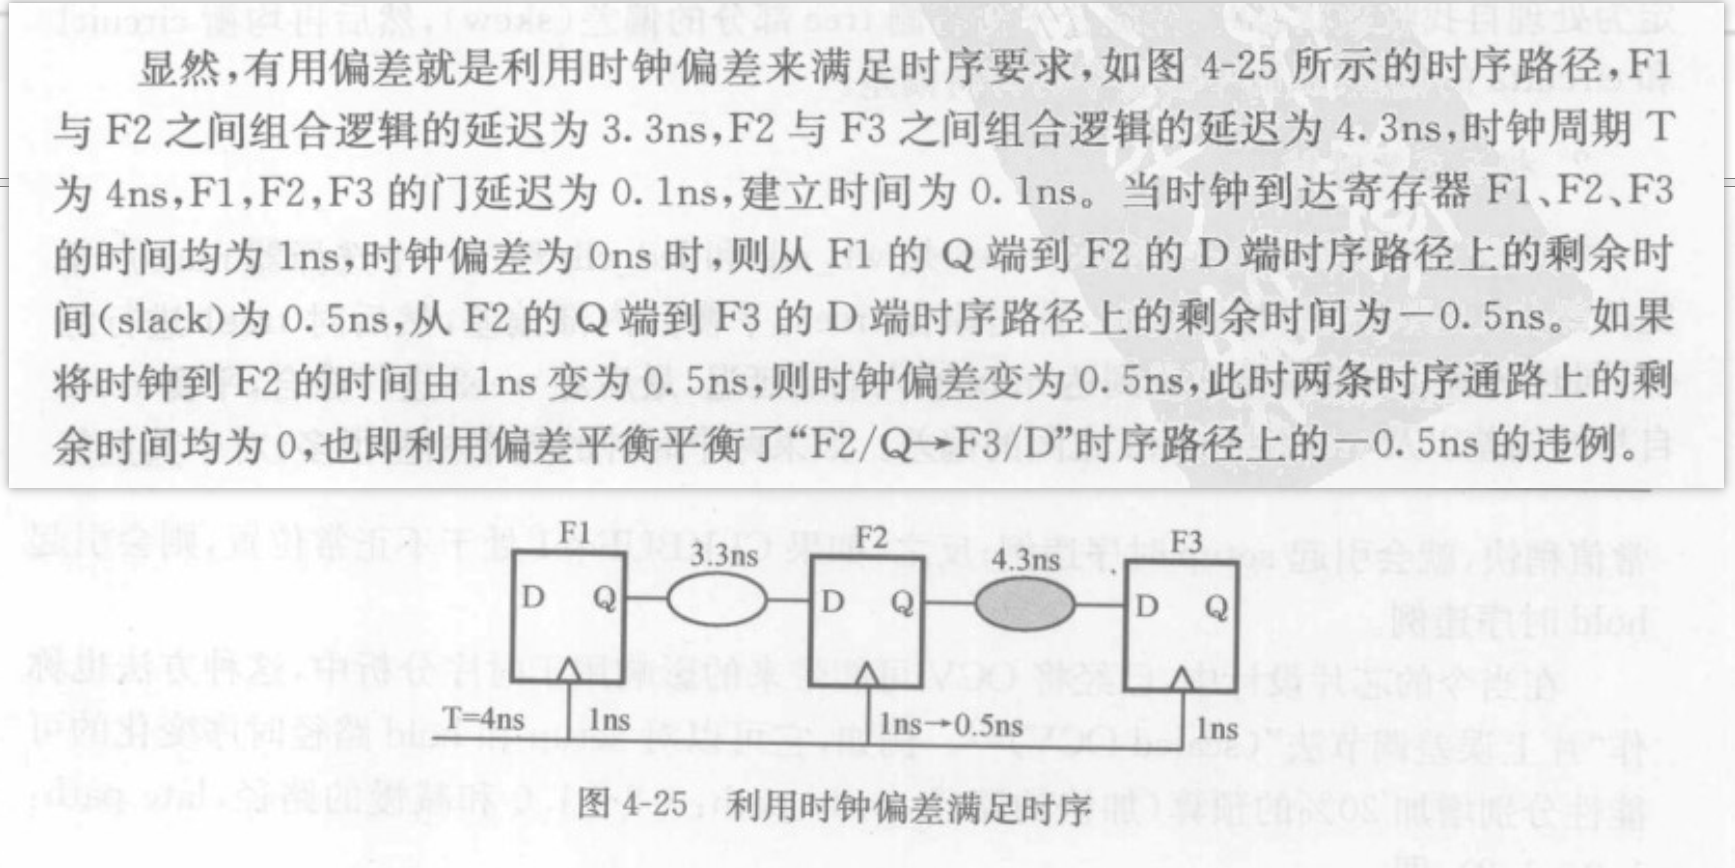 显然,有用偏差就是利用时钟偏差来满足时序要求,如图 4-25 所示的时序路径,F1
与 F2 之间组合逻辑的延迟为 3.3ns,F2 与 F3 之间组合逻辑的延迟为 4.3ns,时钟周期 T
为 4ns,F1,F2,F3 的门延迟为 0.1ns,建立时间为 0.1ns。当时钟到达寄存器 F1、F2、F3
的时间均为 1ns,时钟偏差为 0ns 时,则从 F1 的 Q 端到 F2 的 D 端时序路径上的剩余时
间(slack)为 0.5ns,从 F2 的 Q 端到 F3 的 D 端时序路径上的剩余时间为－0.5ns。如果
将时钟到 F2 的时间由 1ns 变为 0.5ns,则时钟偏差变为 0.5ns,此时两条时序通路上的剩
余时间均为 0,也即利用偏差平衡平衡了“F2/Q→F3/D”时序路径上的－0.5ns 的违例。
F1 F2 F3
3.3ns 4.3ns
D Q D Q D Q
T=4ns 1ns 1ns→0.5ns 1ns
图 4-25 利用时钟偏差满足时序